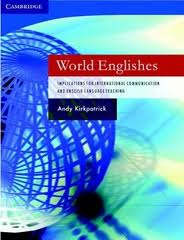 CAMBRIDGE
World Englishes
IMPLICATIONS FOR INTERNATIONAL COMMUNICATION
AND ENGLISH LANGUAGE TEACHING
Andy Kirkpatrick